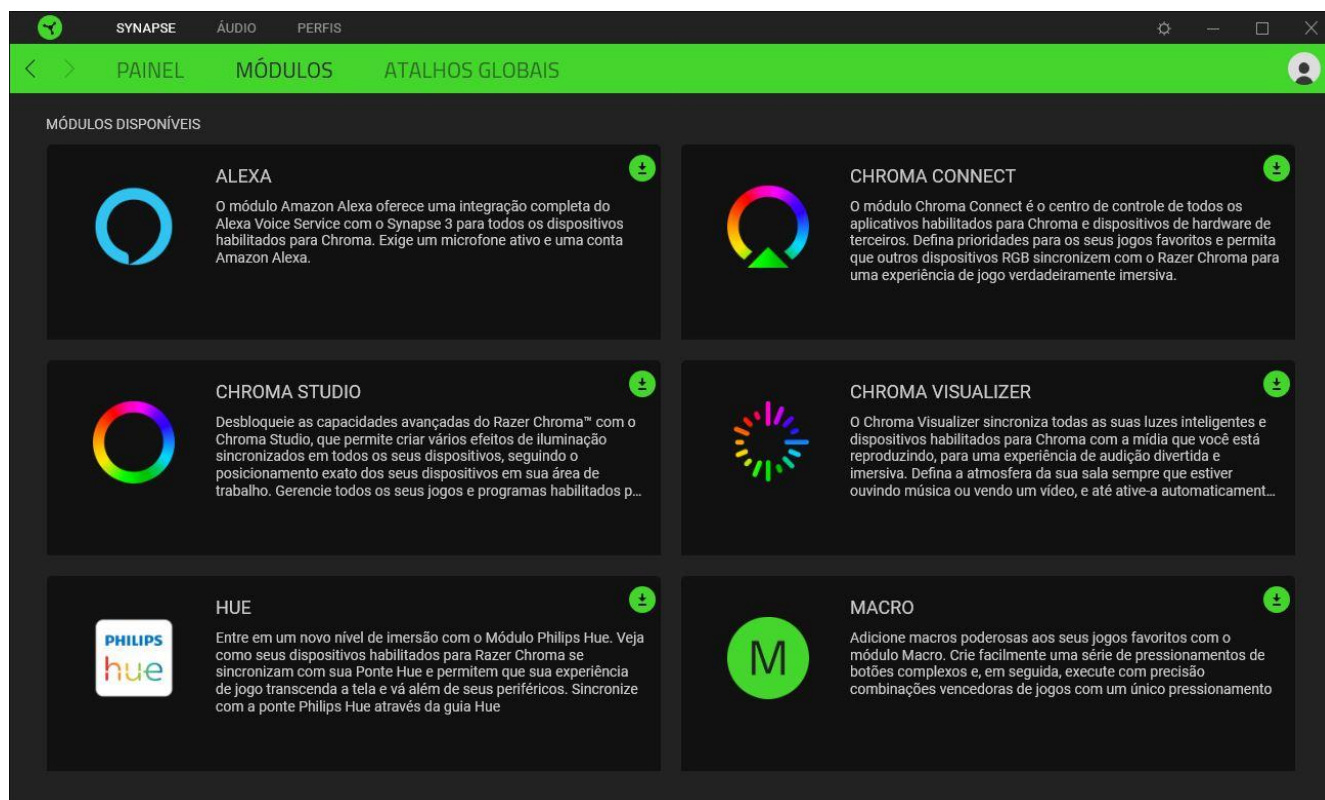 SYNAPSE ÁUDIO PERFIS
PAINEL MÓDULOS ATALHOS GLOBAIS
MÓDULOS DISPONÍVEIS
ALEXA
O módulo Amazon Alexa oferece uma integração completa do
Alexa Voice Service com o Synapse 3 para todos os dispositivos
habilitados para Chroma. Exige um microfone ativo e uma conta
Amazon Alexa.
CHROMA CONNECT
O módulo Chroma Connect é o centro de controle de todos os
aplicativos habilitados para Chroma e dispositivos de hardware de
terceiros. Defina prioridades para os seus jogos favoritos e permita
que outros dispositivos RGB sincronizem com o Razer Chroma para
uma experiência de jogo verdadeiramente imersiva.
CHROMA STUDIO
Desbloqueie as capacidades avançadas do Razer Chroma™ com o
Chroma Studio, que permite criar vários efeitos de iluminação
sincronizados em todos os seus dispositivos, seguindo o
posicionamento exato dos seus dispositivos em sua área de
trabalho. Gerencie todos os seus jogos e programas habilitados p...
CHROMA VISUALIZER
O Chroma Visualizer sincroniza todas as suas luzes inteligentes e
dispositivos habilitados para Chroma com a mídia que você está
reproduzindo, para uma experiência de audição divertida e
imersiva. Defina a atmosfera da sua sala sempre que estiver
ouvindo música ou vendo um vídeo, e até ative-a automaticament...
PHILIPS
hue
HUE
Entre em um novo nível de imersão com o Módulo Philips Hue. Veja
como seus dispositivos habilitados para Razer Chroma se
sincronizam com sua Ponte Hue e permitem que sua experiência
de jogo transcenda a tela e vá além de seus periféricos. Sincronize
com a ponte Philips Hue através da guia Hue
M
MACRO
Adicione macros poderosas aos seus jogos favoritos com o
módulo Macro. Crie facilmente uma série de pressionamentos de
botões complexos e, em seguida, execute com precisão
combinações vencedoras de jogos com um único pressionamento